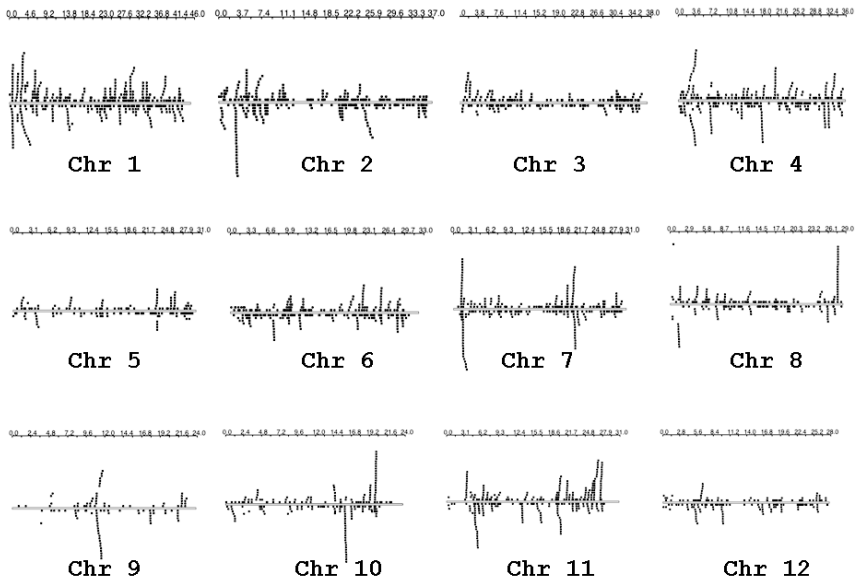 0.0 4.6 9.2 13.8 18.4 23.0 27.6 32.2 36.8 41.4 46.0
0.0 3.7 7.4 11.1 14.8 18.5 22.2 25.9 29.6 33.3 37.0
0.0 3.8 7.6 11.4 15.2 19.0 22.8 26.6 30.4 34.2 38.0
0.0 3.6 7.2 10.8 14.4 18.0 21.6 25.2 28.8 32.4 36.0
Chr 1
Chr 2
Chr 3
Chr 4
0.0 3.1 6.2 9.3 12.4 15.5 18.6 21.7 24.8 27.9 31.0
0.0 3.3 6.6 9.9 13.2 16.5 19.8 23.1 26.4 29.7 33.0
0.0 3.1 6.2 9.3 12.4 15.5 18.6 21.7 24.8 27.9 31.0
0.0 2.9 5.8 8.7 11.6 14.5 17.4 20.3 23.2 26.1 29.0
Chr 5
Chr 6
Chr 7
Chr 8
0.0 2.4 4.8 7.2 9.6 12.0 14.4 16.8 19.2 21.6 24.0
0.0 2.4 4.8 7.2 9.6 12.0 14.4 16.8 19.2 21.6 24.0
0.0 3.1 6.2 9.3 12.4 15.5 18.6 21.7 24.8 27.9 31.0
0.0 2.8 5.6 8.4 11.2 14.0 16.8 19.6 22.4 25.2 28.0
Chr 9
Chr 10
Chr 11
Chr 12